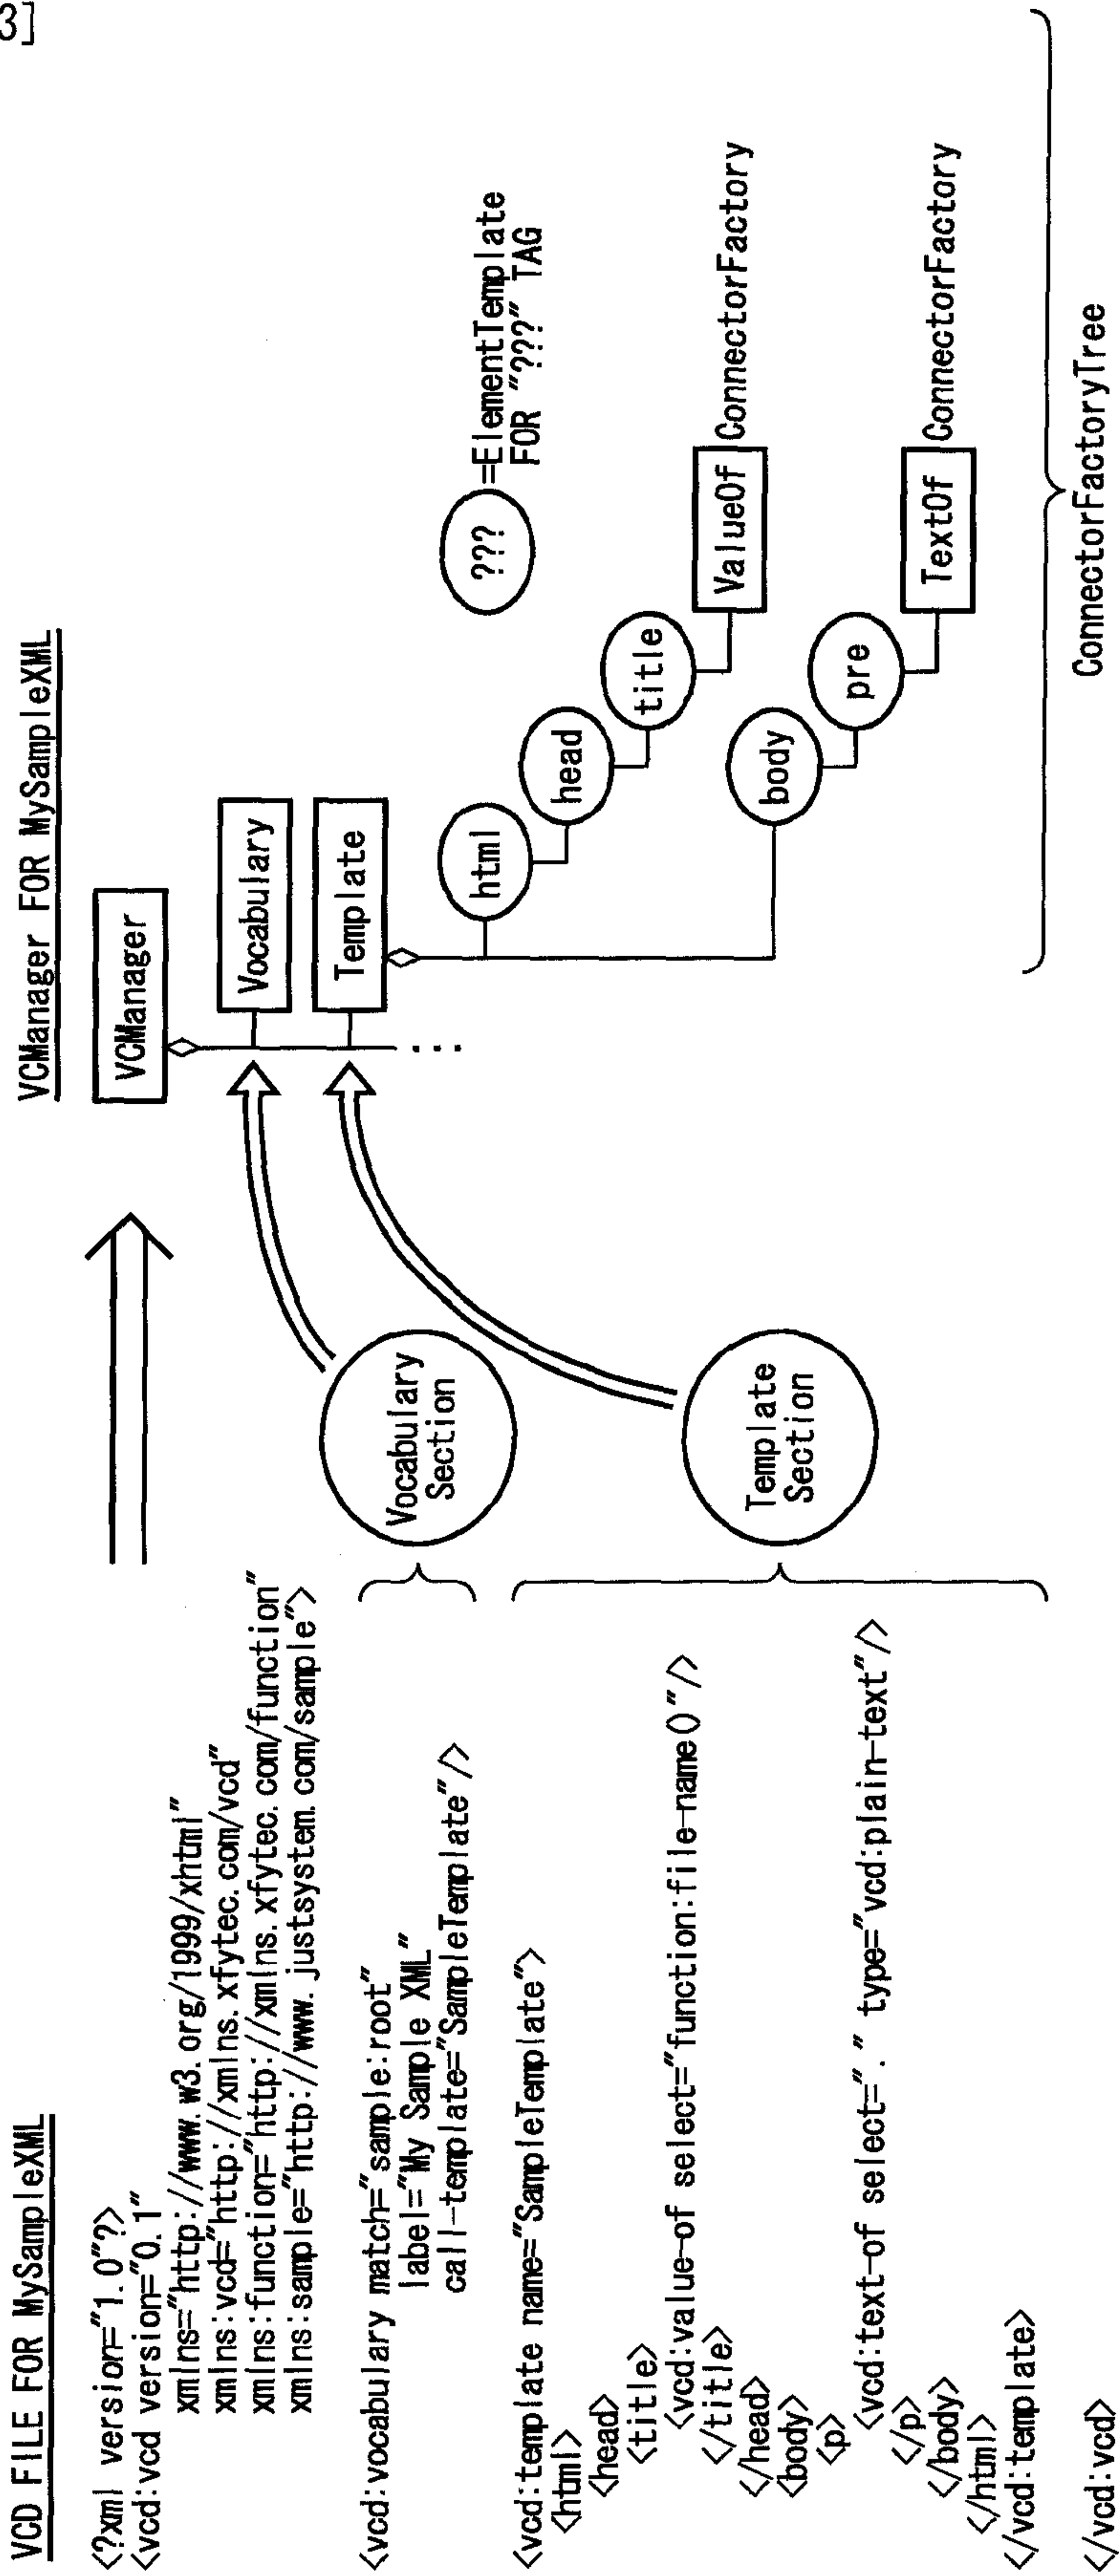 3]
VCD FILE FOR MySampleXML
<?xml version="1.0"?>
<vcd:vcd version="0.1"
xmlns="http://www.w3.org/1999/xhtml"
xmlns:vcd="http://xmlns.xfytec.com/vcd"
xmlns:function="http://xmlns.xfytec.com/function"
xmlns:sample="http://www.justsystem.com/sample">
<vcd:vocabulary match="sample:root"
label="My Sample XML"
call-template="SampleTemplate"/>
<vcd:template name="SampleTemplate">
<html>
<head>
<title>
<vcd:value-of select="function:file-name()"/>
</title>
</head>
<body>
<p>
<vcd:text-of select="." type="vcd:plain-text"/>
</p>
</body>
</html>
</vcd:template>
</vcd:vcd>
Vocabulary
Section
Template
Section
VCManager FOR MySampleXML
VCManager
Vocabulary
Template
...
html
head
title
ValueOf ConnectorFactory
body
pre
TextOf ConnectorFactory
??? =ElementTemplate
FOR "???" TAG
ConnectorFactoryTree